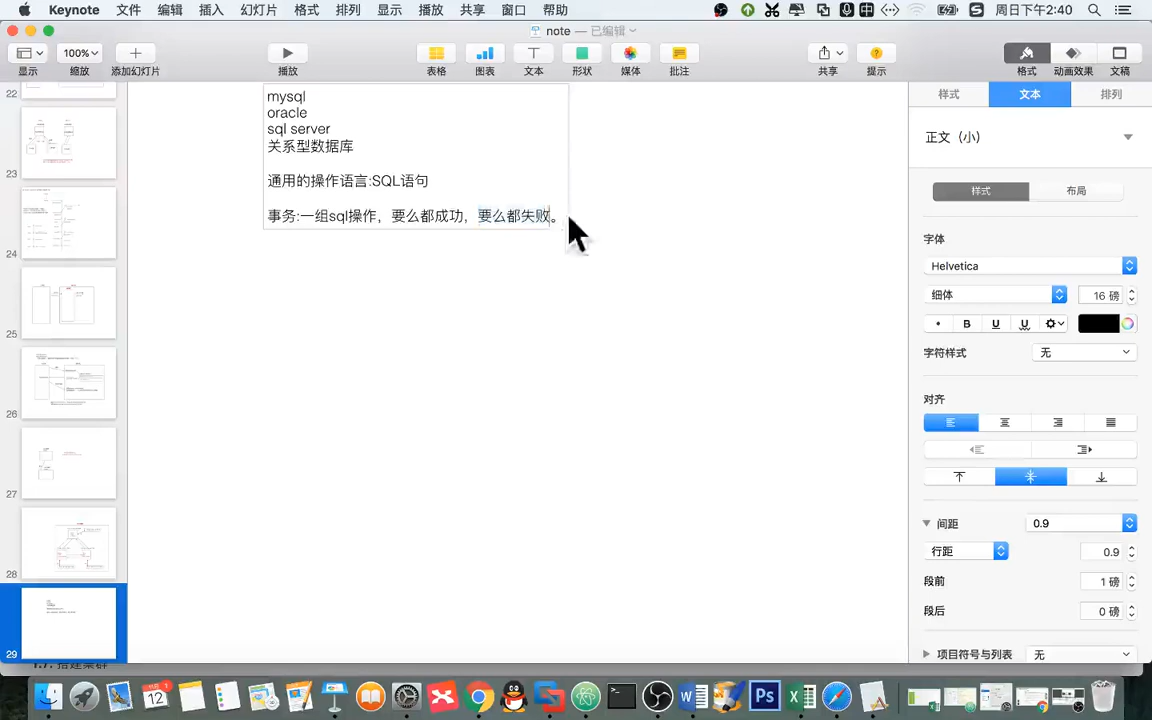 Keynote 文件 编辑 插入 幻灯片 格式 排列 显示 播放 共享 窗口 帮助 周日下午2:40
note — 已编辑
100%
显示 缩放 添加幻灯片 播放 表格 图表 文本 形状 媒体 批注 共享 提示 格式 动画效果 文稿
样式 文本 排列
正文（小）
样式 布局
字体
Helvetica
细体 16 磅
B U U
字符样式 无
对齐
间距 0.9
行距 0.9
段前 1 磅
段后 0 磅
项目符号与列表 无
22
23
24
25
26
27
28
29
mysql
oracle
sql server
关系型数据库
通用的操作语言:SQL语句
事务:一组sql操作，要么都成功，要么都失败。
1.7. 搭建集群
12
W
Ps
X